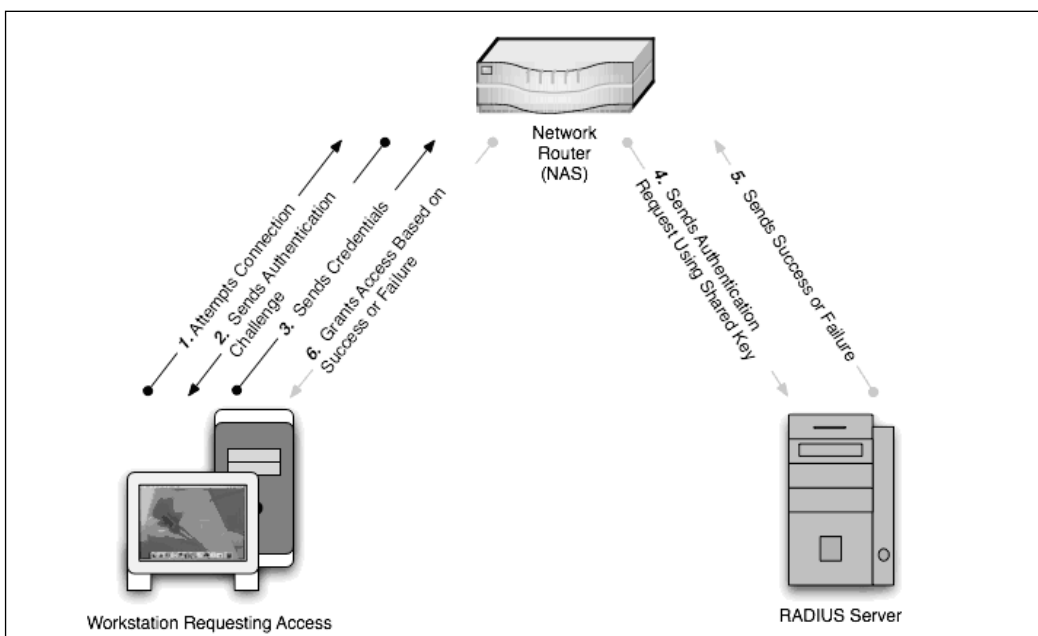 Network
Router
(NAS)
1. Attempts Connection
2. Sends Authentication
Challenge
3. Sends Credentials
6. Grants Access Based on
Success or Failure
4. Sends Authentication
Request Using Shared Key
5. Sends Success or Failure
Workstation Requesting Access
RADIUS Server